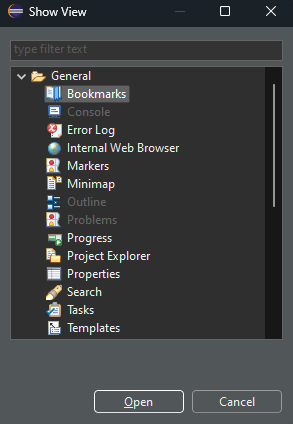 Show View
type filter text
General
Bookmarks
Console
Error Log
Internal Web Browser
Markers
Minimap
Outline
Problems
Progress
Project Explorer
Properties
Search
Tasks
Templates
Open
Cancel